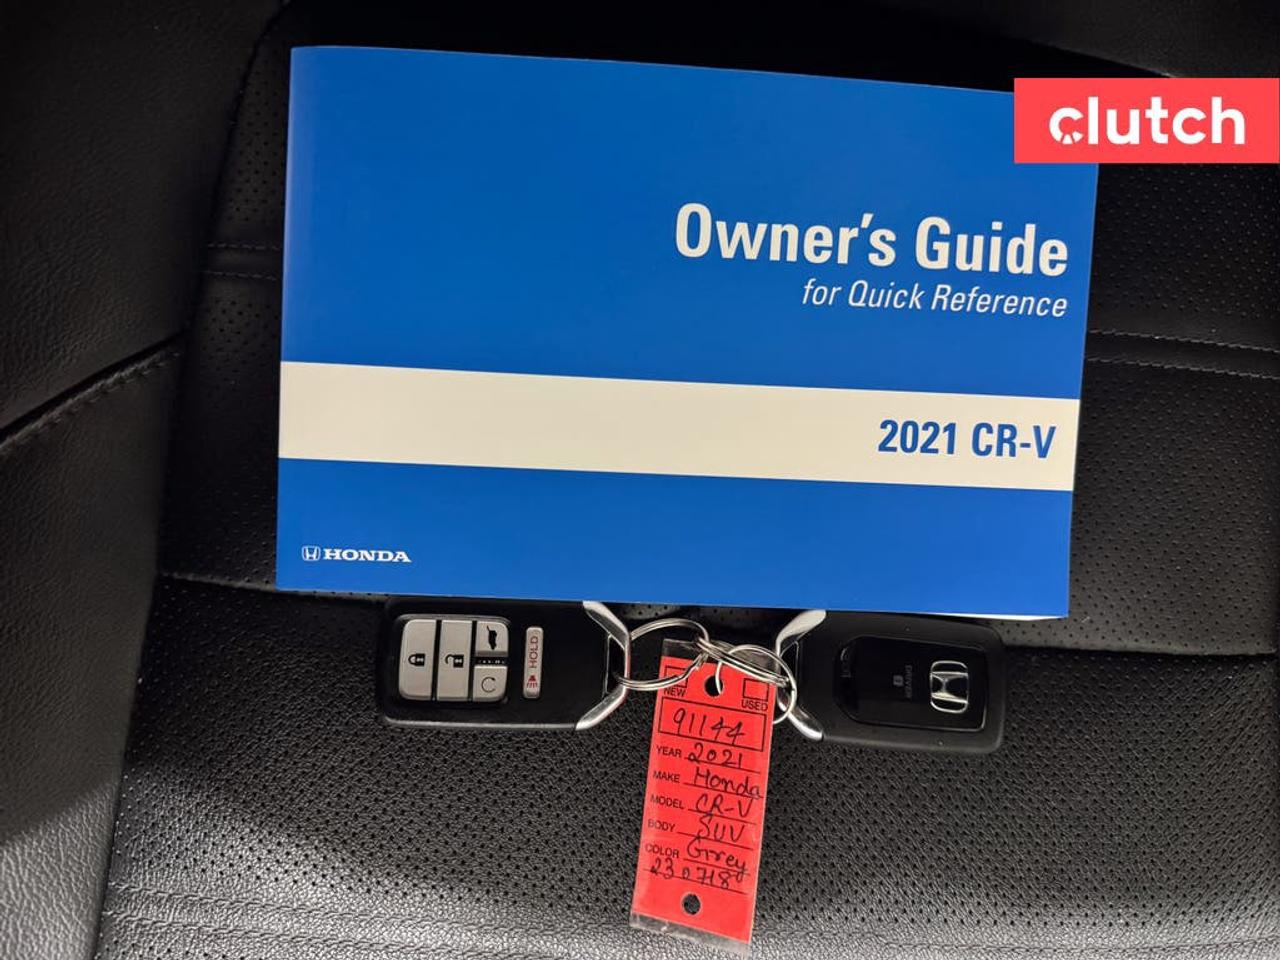 clutch
Owner's Guide
for Quick Reference
2021 CR-V
HONDA
HOLD
NEW
USED
91144
YEAR 2021
MAKE Honda
MODEL CR-V
BODY SUV
COLOR Grey
230718